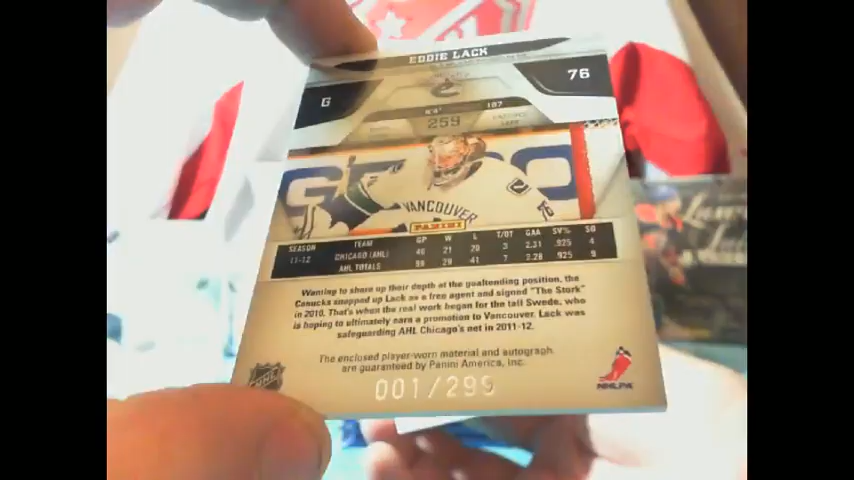 EDDIE LACK
76
G
6'4" 187
259
VANCOUVER
PANINI
SEASON TEAM GP W L T/OT GAA SV% SO
11-12 CHICAGO (AHL) 46 21 20 3 2.31 .925 4
AHL TOTALS 99 49 41 7 2.28 .925 9
Wanting to shore up their depth at the goaltending position, the
Canucks snapped up Lack as a free agent and signed "The Stork"
in 2010. That's when the real work began for the tall Swede, who
is hoping to ultimately earn a promotion to Vancouver. Lack was
safeguarding AHL Chicago's net in 2011-12.
The enclosed player-worn material and autograph
are guaranteed by Panini America, Inc.
NHL
NHLPA
001/299